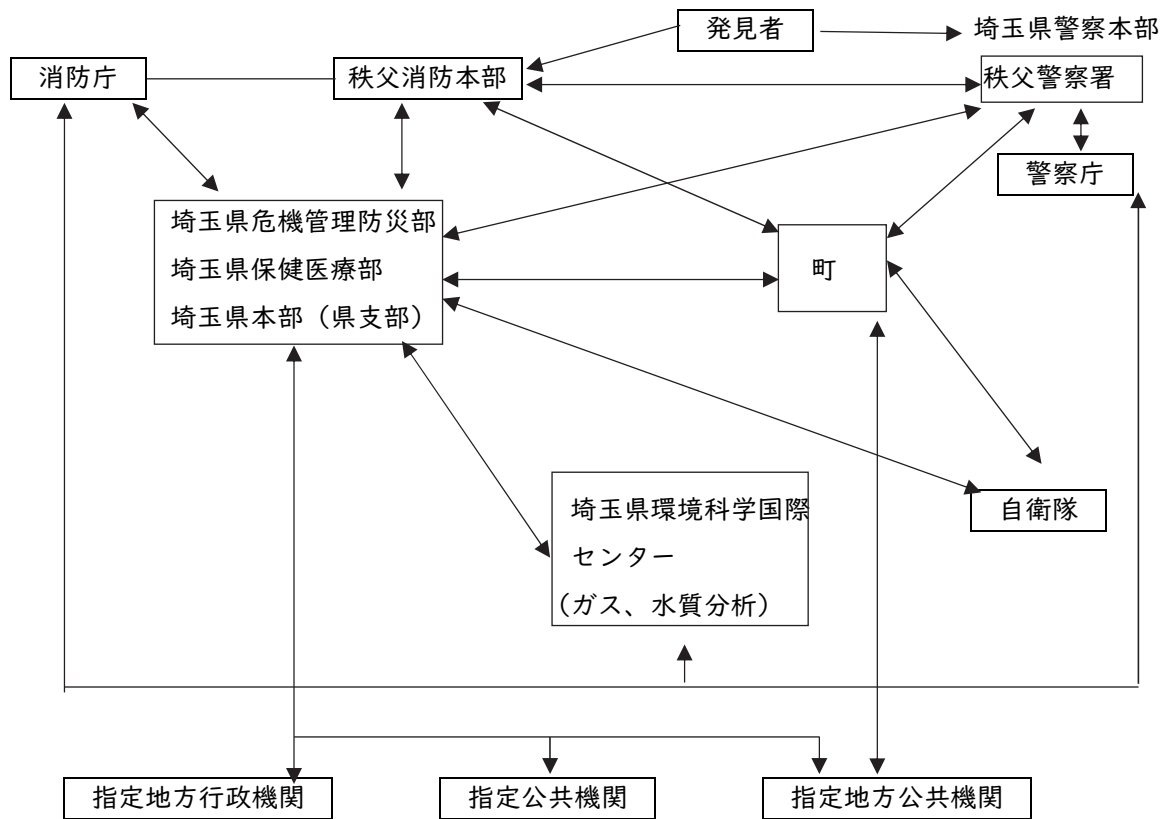 発見者
埼玉県警察本部
消防庁
秩父消防本部
秩父警察署
警察庁
埼玉県危機管理防災部
埼玉県保健医療部
埼玉県本部（県支部）
町
自衛隊
埼玉県環境科学国際
センター
（ガス、水質分析）
指定地方行政機関
指定公共機関
指定地方公共機関